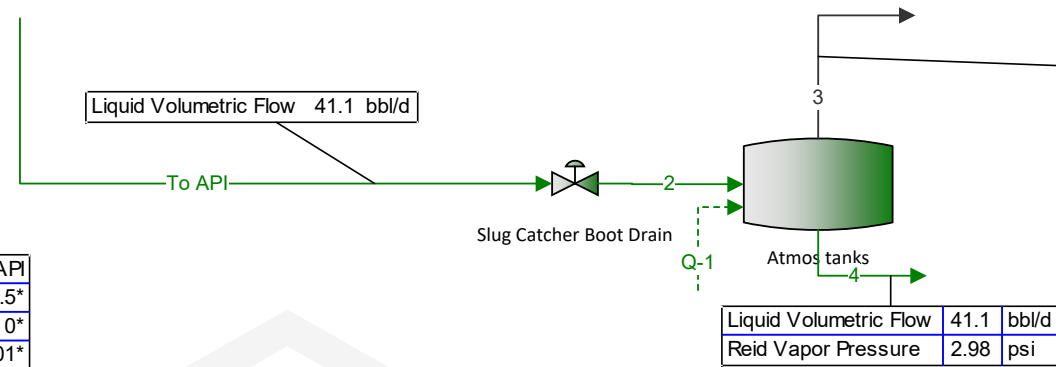 3
Liquid Volumetric Flow 41.1 bbl/d
To API
2
Slug Catcher Boot Drain
Q-1
Atmos tanks
4
API
.5*
0*
01*
Liquid Volumetric Flow 41.1 bbl/d
Reid Vapor Pressure 2.98 psi